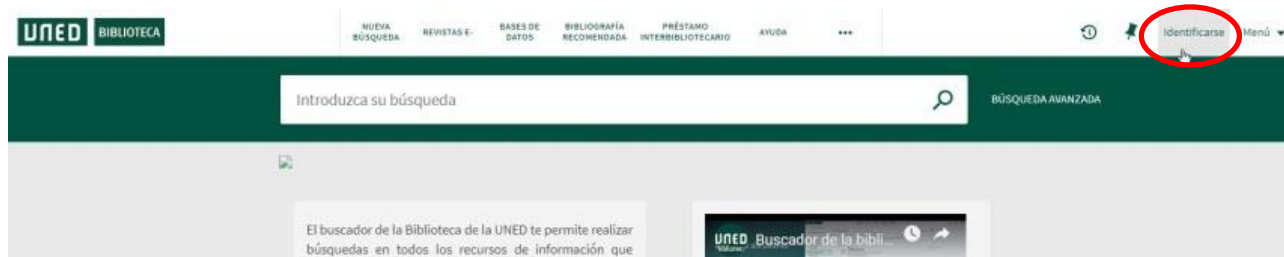 UNED BIBLIOTECA
NUEVA BÚSQUEDA
REVISTAS E-
BASES DE DATOS
BIBLIOGRAFÍA RECOMENDADA
PRÉSTAMO INTERBIBLIOTECARIO
AYUDA
Identificarse
Menú
Introduzca su búsqueda
BÚSQUEDA AVANZADA
El buscador de la Biblioteca de la UNED te permite realizar
búsquedas en todos los recursos de información que
UNED Buscador de la bibli...